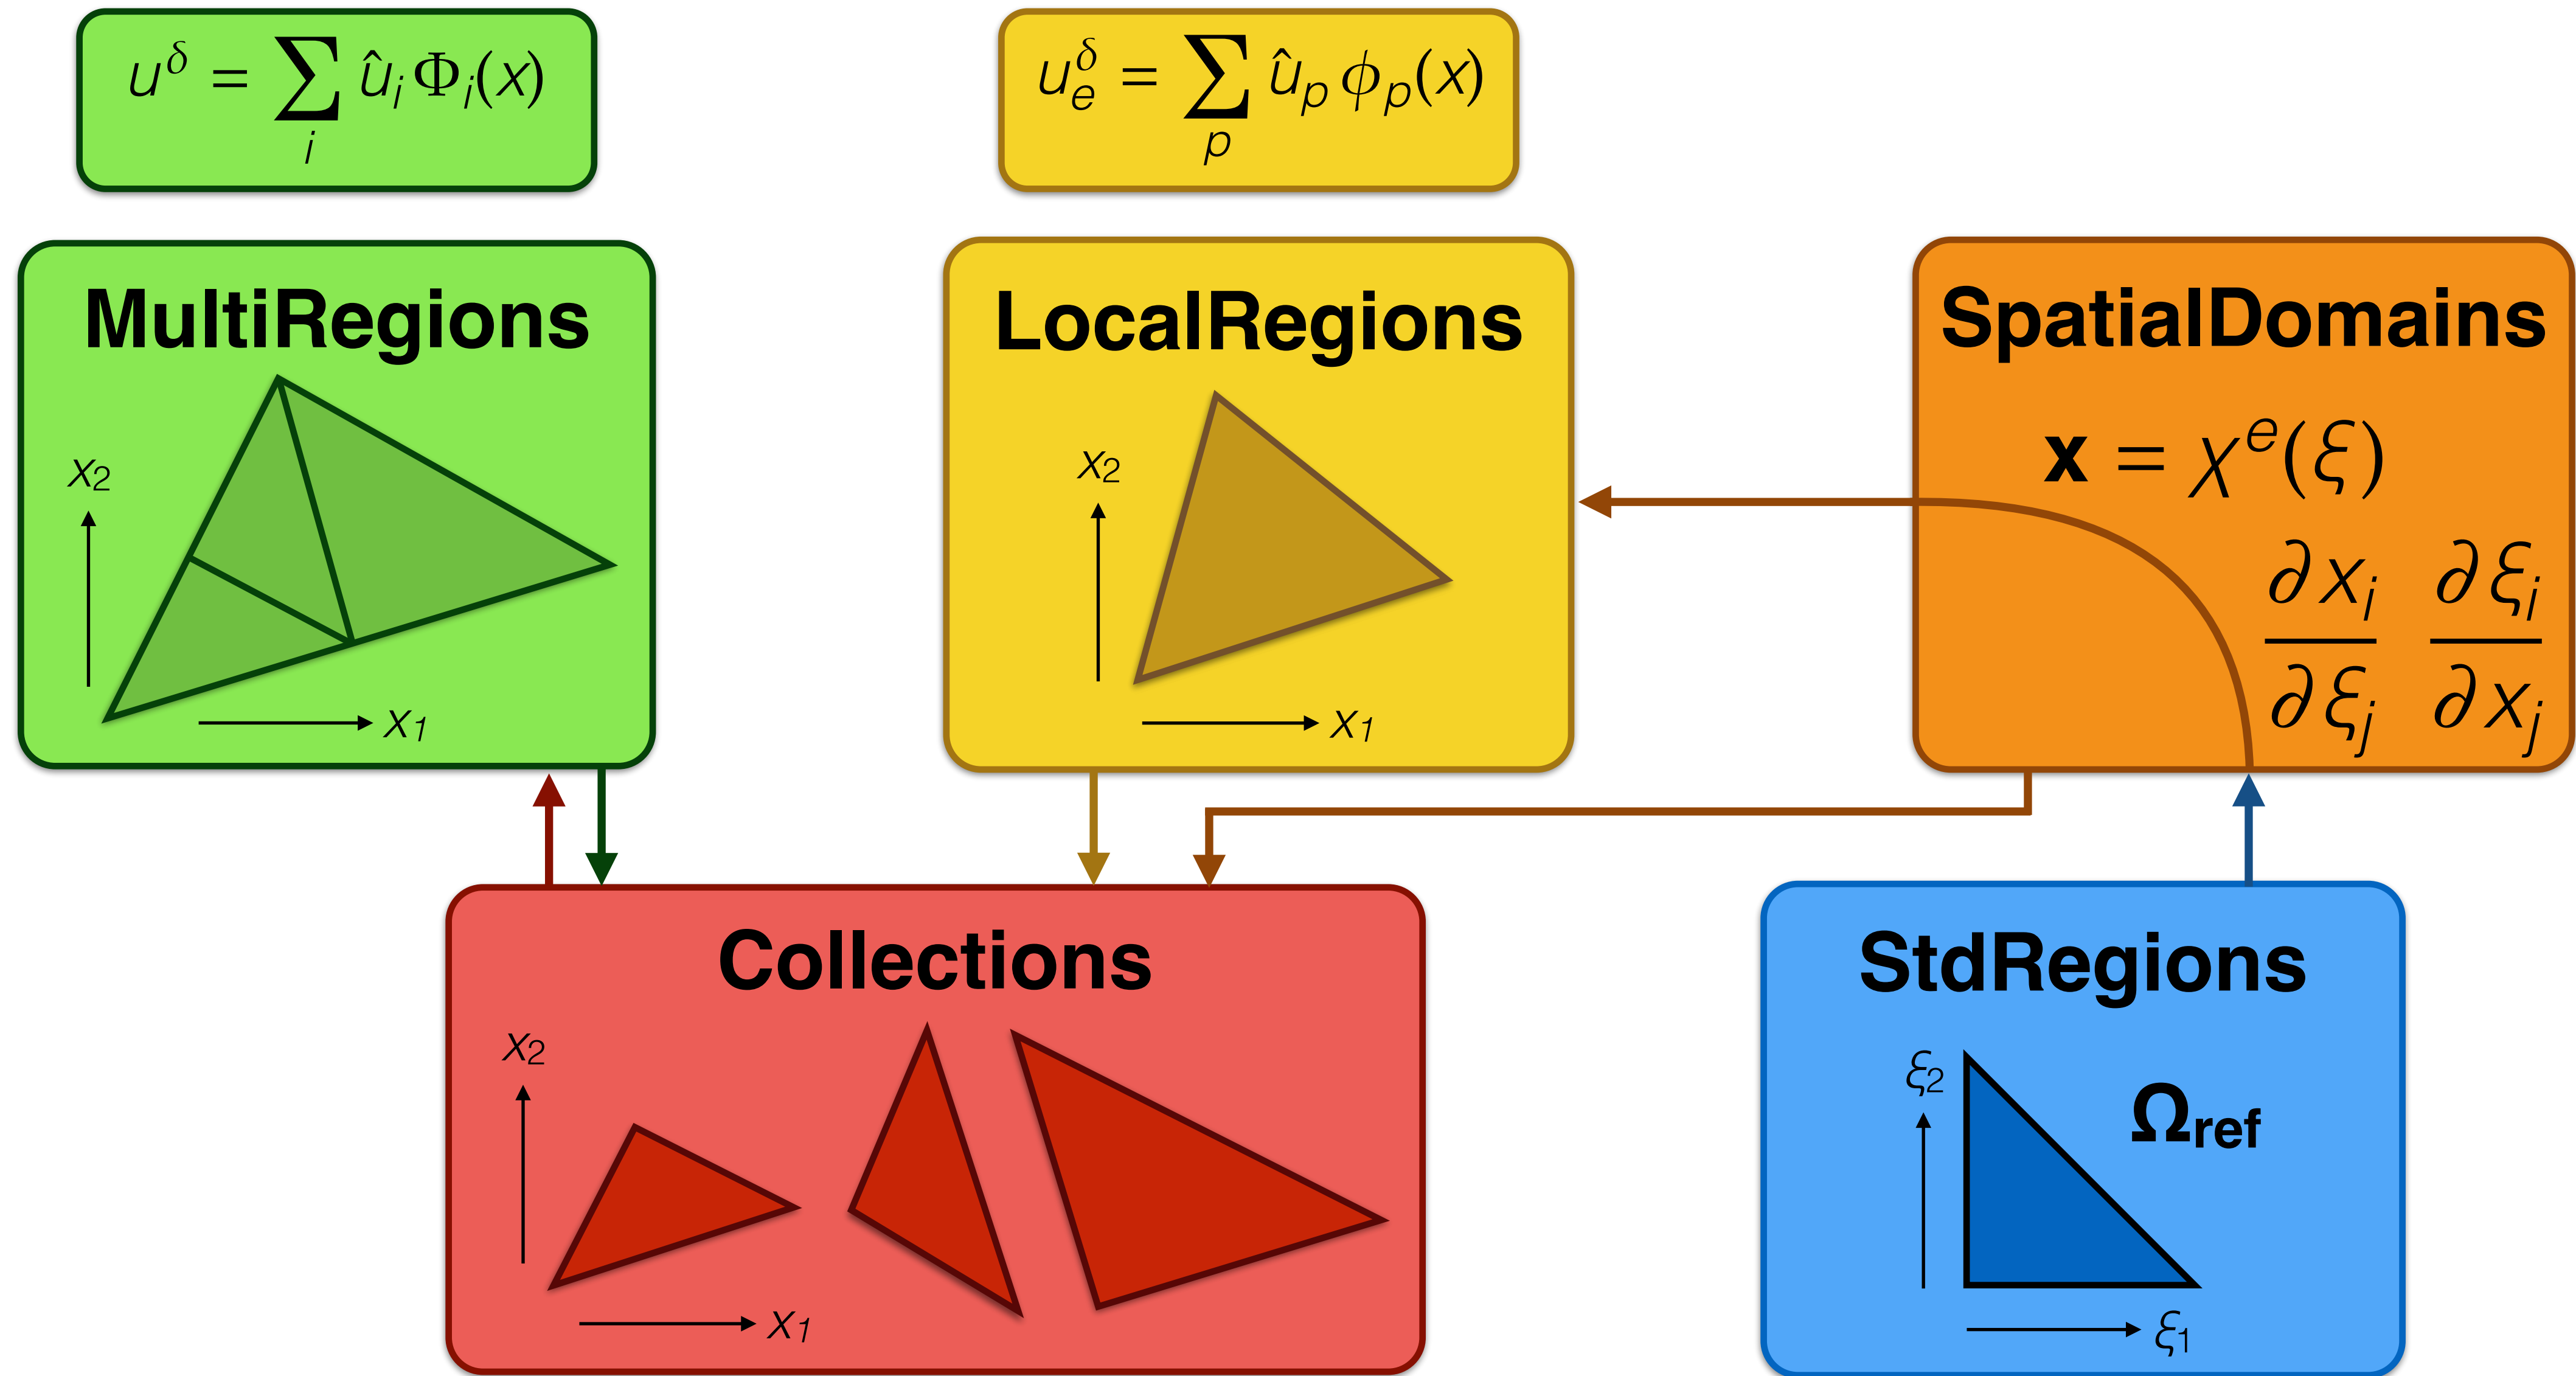 u^δ = ∑_i û_i Φ_i(x)
u_e^δ = ∑_p û_p ϕ_p(x)
MultiRegions
x2
x1
LocalRegions
x2
x1
SpatialDomains
x = χ^e(ξ)
∂x_i/∂ξ_j ∂ξ_i/∂x_j
Collections
x2
x1
StdRegions
ξ2
Ω_ref
ξ1